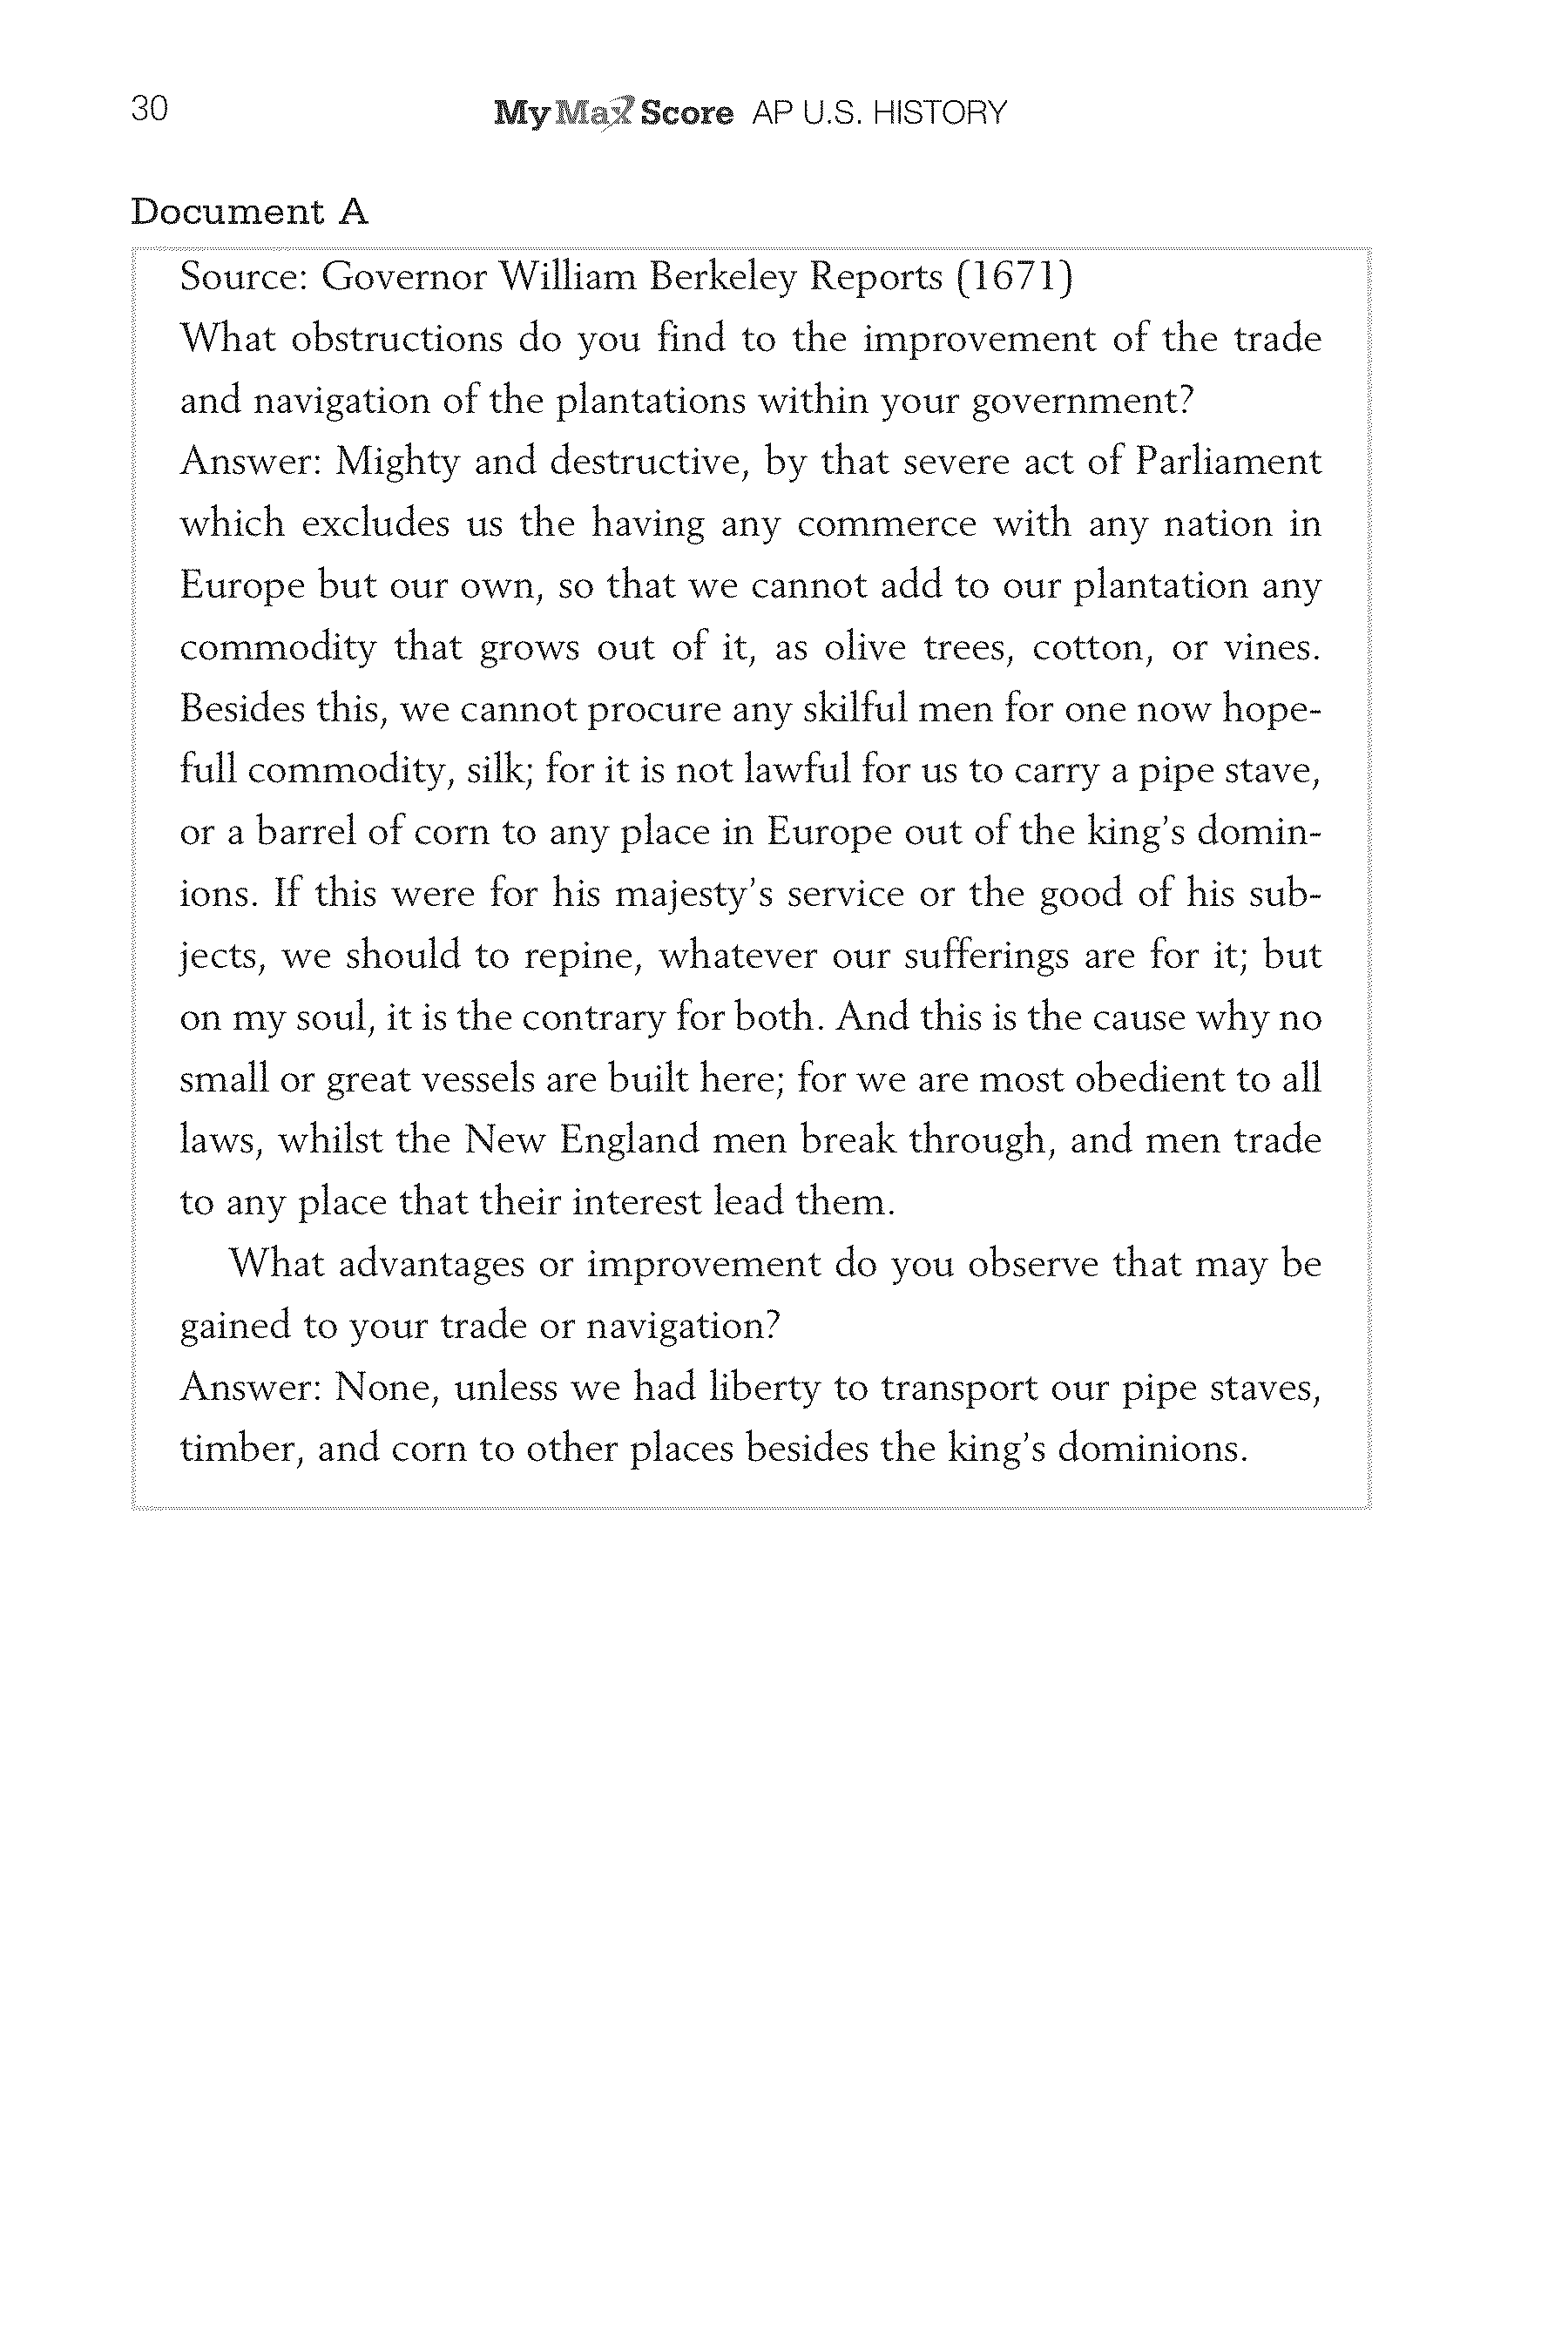 30
MyMaxScore AP U.S. HISTORY
Document A
Source: Governor William Berkeley Reports (1671)
What obstructions do you find to the improvement of the trade
and navigation of the plantations within your government?
Answer: Mighty and destructive, by that severe act of Parliament
which excludes us the having any commerce with any nation in
Europe but our own, so that we cannot add to our plantation any
commodity that grows out of it, as olive trees, cotton, or vines.
Besides this, we cannot procure any skilful men for one now hope-
full commodity, silk; for it is not lawful for us to carry a pipe stave,
or a barrel of corn to any place in Europe out of the king's domin-
ions. If this were for his majesty's service or the good of his sub-
jects, we should to repine, whatever our sufferings are for it; but
on my soul, it is the contrary for both. And this is the cause why no
small or great vessels are built here; for we are most obedient to all
laws, whilst the New England men break through, and men trade
to any place that their interest lead them.
What advantages or improvement do you observe that may be
gained to your trade or navigation?
Answer: None, unless we had liberty to transport our pipe staves,
timber, and corn to other places besides the king's dominions.